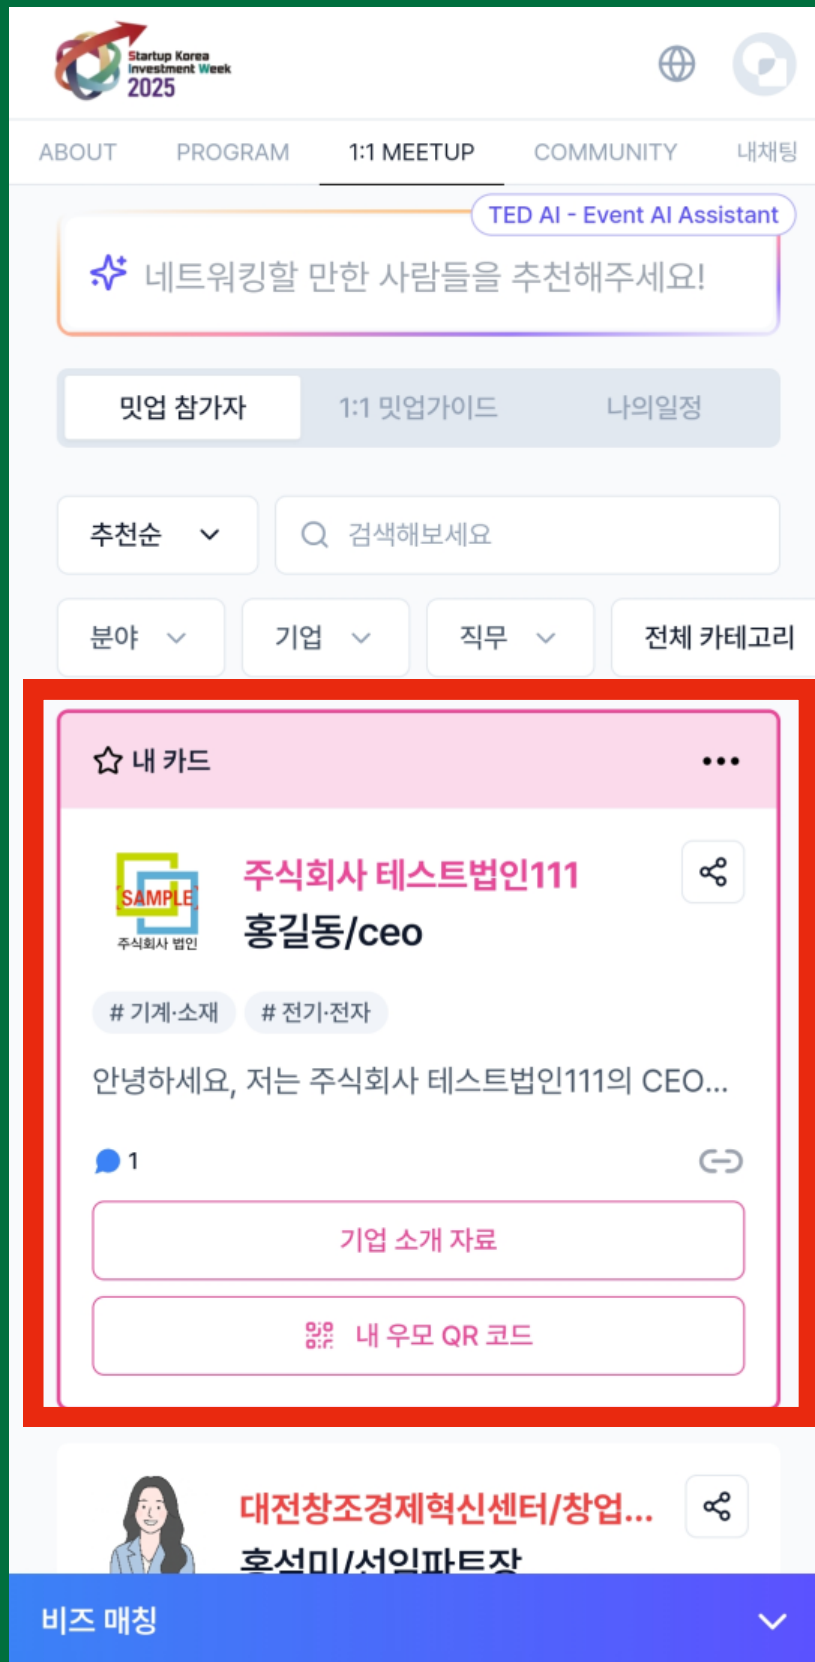 Startup Korea
Investment Week
2025
ABOUT PROGRAM 1:1 MEETUP COMMUNITY 내채팅
TED AI - Event AI Assistant
네트워킹할 만한 사람들을 추천해주세요!
밋업 참가자 1:1 밋업가이드 나의일정
추천순 검색해보세요
분야 기업 직무 전체 카테고리
내 카드
SAMPLE
주식회사 법인
주식회사 테스트법인111
홍길동/ceo
# 기계·소재 # 전기·전자
안녕하세요, 저는 주식회사 테스트법인111의 CEO...
1
기업 소개 자료
내 우모 QR 코드
대전창조경제혁신센터/창업...
홍석미/선임파트장
비즈 매칭